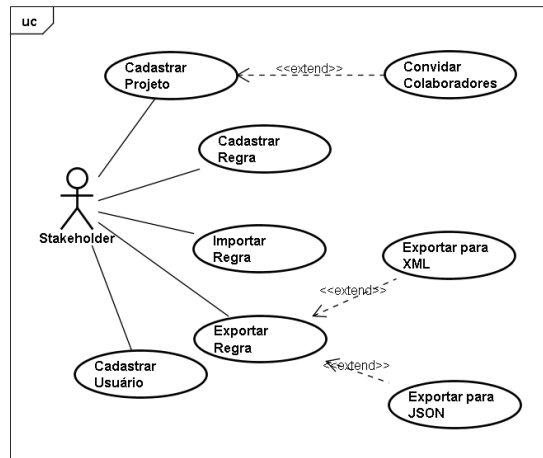 uc
Cadastrar
Projeto
<<extend>>
Convidar
Colaboradores
Cadastrar
Regra
Stakeholder
Importar
Regra
Exportar para
XML
<<extend>>
Exportar
Regra
Cadastrar
Usuário
<<extend>>
Exportar para
JSON